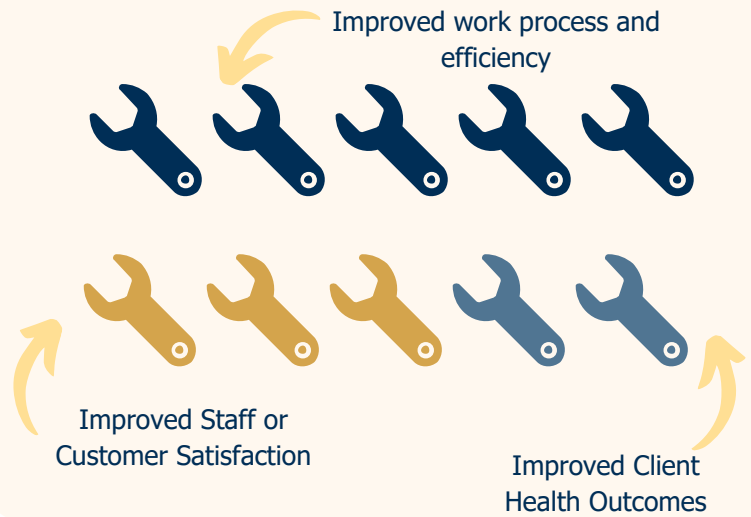 Improved work process and
efficiency
Improved Staff or
Customer Satisfaction
Improved Client
Health Outcomes